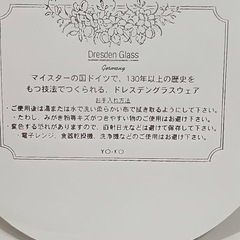 Dresden Glass
Germany
マイスターの国ドイツで、130年以上の歴史を
もつ技法でつくられる、ドレスデングラスウェア
お手入れ方法
・ご使用後は湯または水で洗い柔らかい布で拭き取るようにして下さい。
・たわし、みがき粉等キズがつきやすい物のご使用はお避け下さい。
・変色する恐れがありますので、直射日光などは避けて保存して下さい。
・電子レンジ、食器乾燥機、洗浄機などのご使用はお避け下さい。
YO-KO